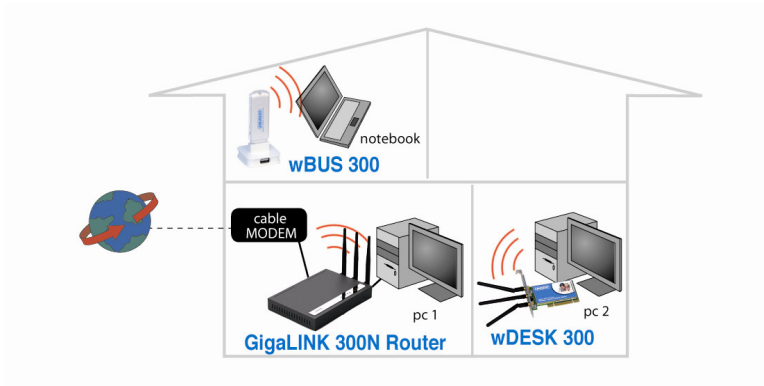 notebook
wBUS 300
cable
MODEM
pc 1
GigaLINK 300N Router
pc 2
wDESK 300